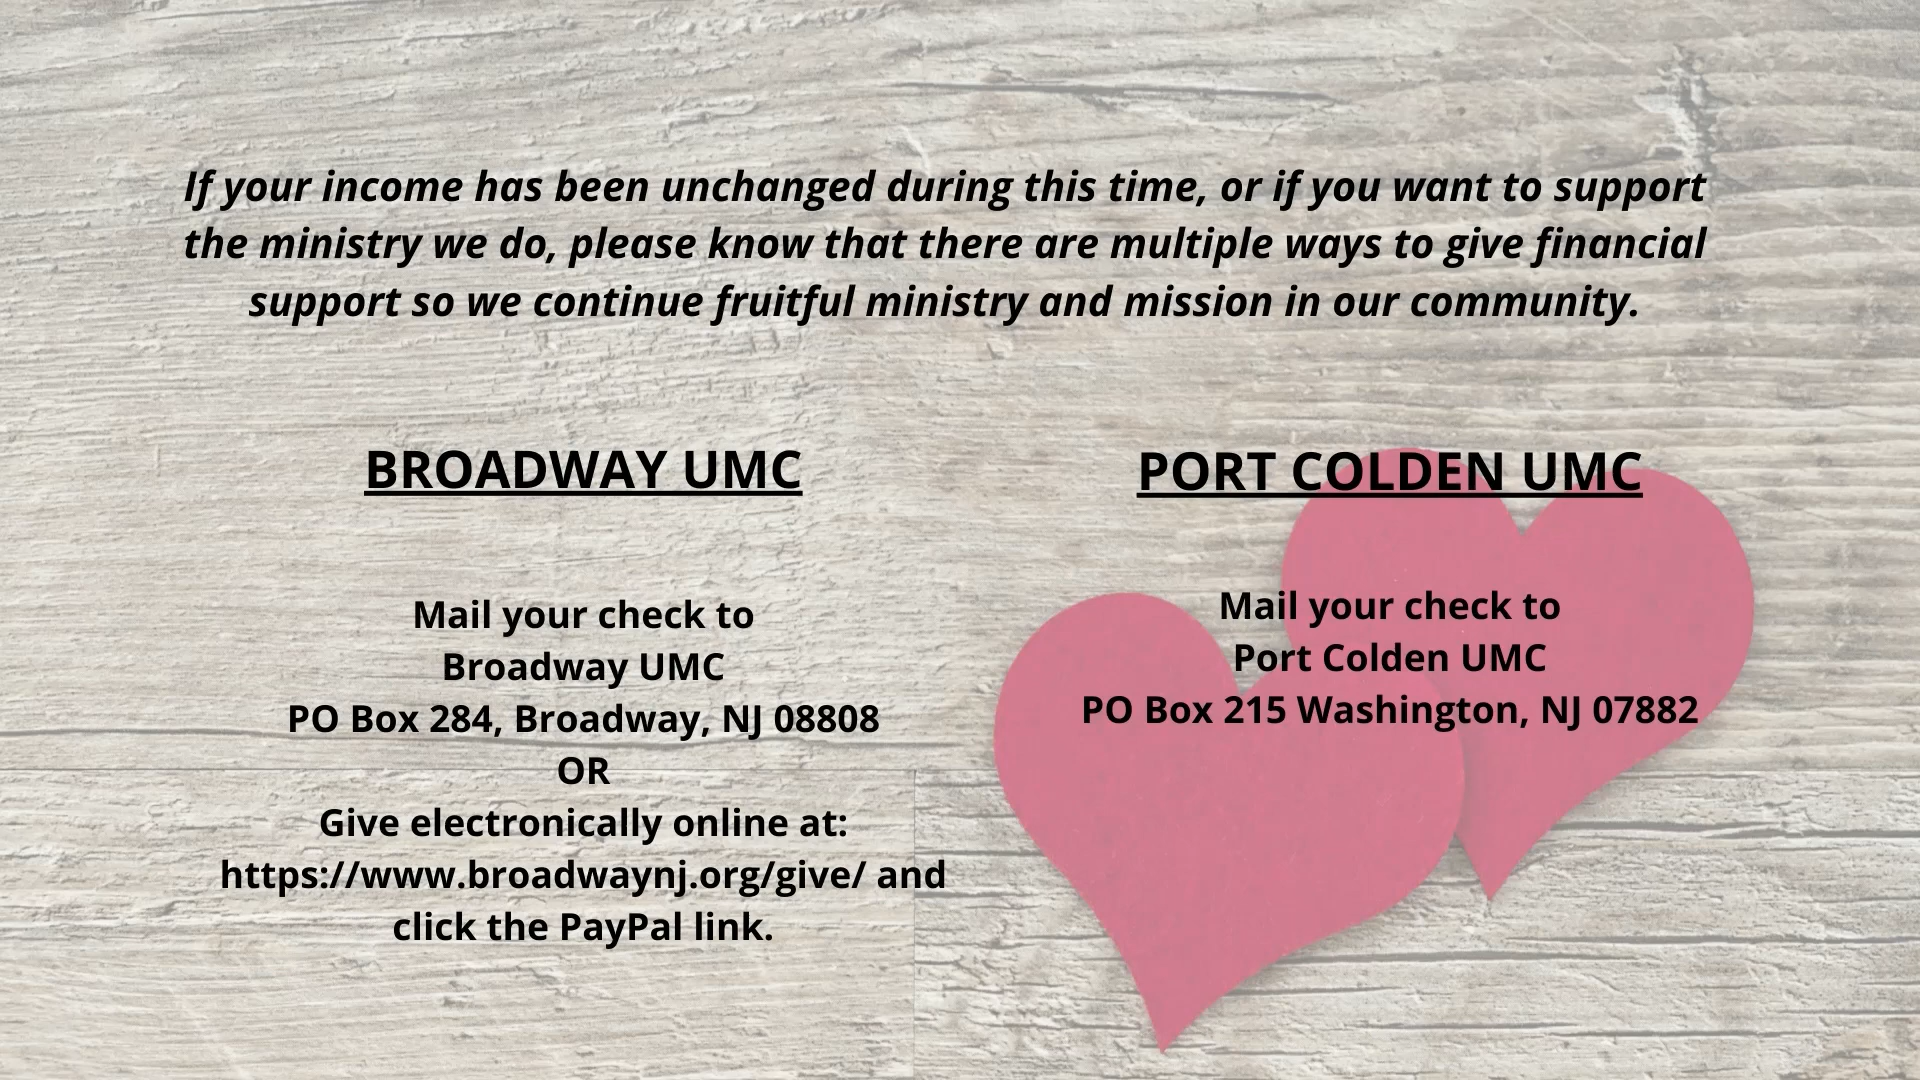 If your income has been unchanged during this time, or if you want to support
the ministry we do, please know that there are multiple ways to give financial
support so we continue fruitful ministry and mission in our community.
BROADWAY UMC
Mail your check to
Broadway UMC
PO Box 284, Broadway, NJ 08808
OR
Give electronically online at:
https://www.broadwaynj.org/give/ and
click the PayPal link.
PORT COLDEN UMC
Mail your check to
Port Colden UMC
PO Box 215 Washington, NJ 07882